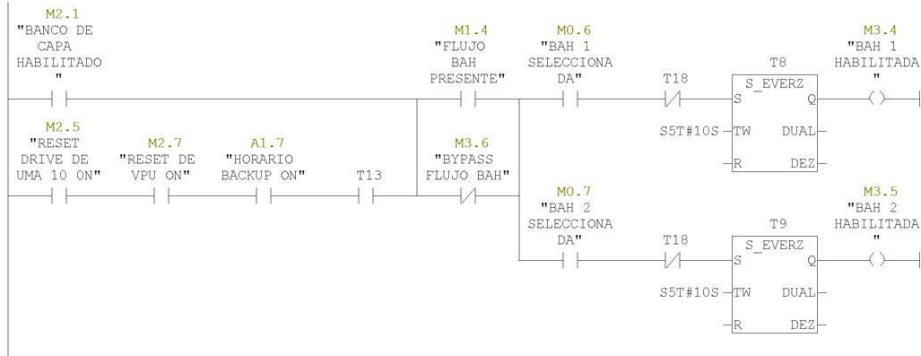 M2.1
"BANCO DE
CAPA
HABILITADO
"
M1.4
"FLUJO
BAH
PRESENTE"
M0.6
"BAH 1
SELECCIONA
DA"
T18
T8
S_EVERZ
S
Q
S5T#10S
TW
DUAL
R
DEZ
M3.4
"BAH 1
HABILITADA
"
M2.5
"RESET
DRIVE DE
UMA 10 ON"
M2.7
"RESET DE
VPU ON"
A1.7
"HORARIO
BACKUP ON"
T13
M3.6
"BYPASS
FLUJO BAH"
M0.7
"BAH 2
SELECCIONA
DA"
T18
T9
S_EVERZ
S
Q
S5T#10S
TW
DUAL
R
DEZ
M3.5
"BAH 2
HABILITADA
"